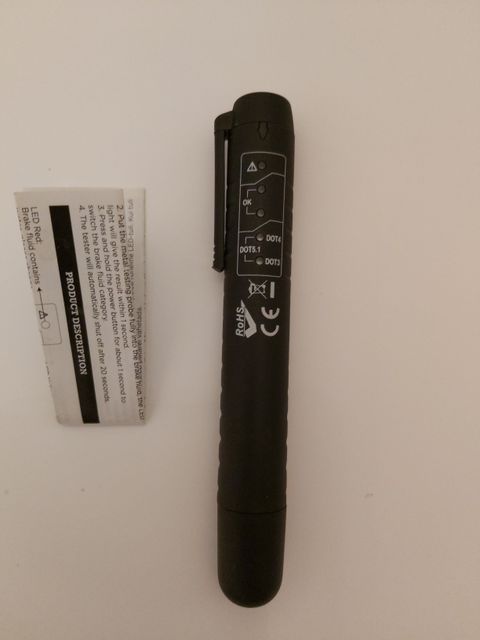 2. Put the metal testing probe fully into the brake fluid, the LED
light will give the result within 1 second
3. Press and hold the power button for about 1 second to
switch the brake fluid category.
4. The tester will automatically shut off after 20 seconds.
PRODUCT DESCRIPTION
LED Red:
Brake fluid contains
OK
DOT4
DOT5.1
DOT3
RoHS
CE